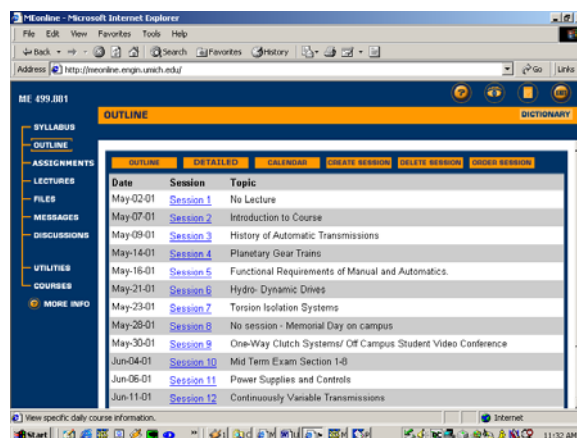 MEonline - Microsoft Internet Explorer
File Edit View Favorites Tools Help
Back Search Favorites History
Address http://meonline.engin.umich.edu/ Go Links
ME 499.881
OUTLINE DICTIONARY
SYLLABUS
OUTLINE
ASSIGNMENTS
LECTURES
FILES
MESSAGES
DISCUSSIONS
UTILITIES
COURSES
MORE INFO
OUTLINE DETAILED CALENDAR CREATE SESSION DELETE SESSION ORDER SESSION
Date Session Topic
May-02-01 Session 1 No Lecture
May-07-01 Session 2 Introduction to Course
May-09-01 Session 3 History of Automatic Transmissions
May-14-01 Session 4 Planetary Gear Trains
May-16-01 Session 5 Functional Requirements of Manual and Automatics.
May-21-01 Session 6 Hydro- Dynamic Drives
May-23-01 Session 7 Torsion Isolation Systems
May-28-01 Session 8 No session - Memorial Day on campus
May-30-01 Session 9 One-Way Clutch Systems/ Off Campus Student Video Conference
Jun-04-01 Session 10 Mid Term Exam Section 1-8
Jun-06-01 Session 11 Power Supplies and Controls
Jun-11-01 Session 12 Continuously Variable Transmissions
View specific daily course information. Internet
Start 11:32 AM